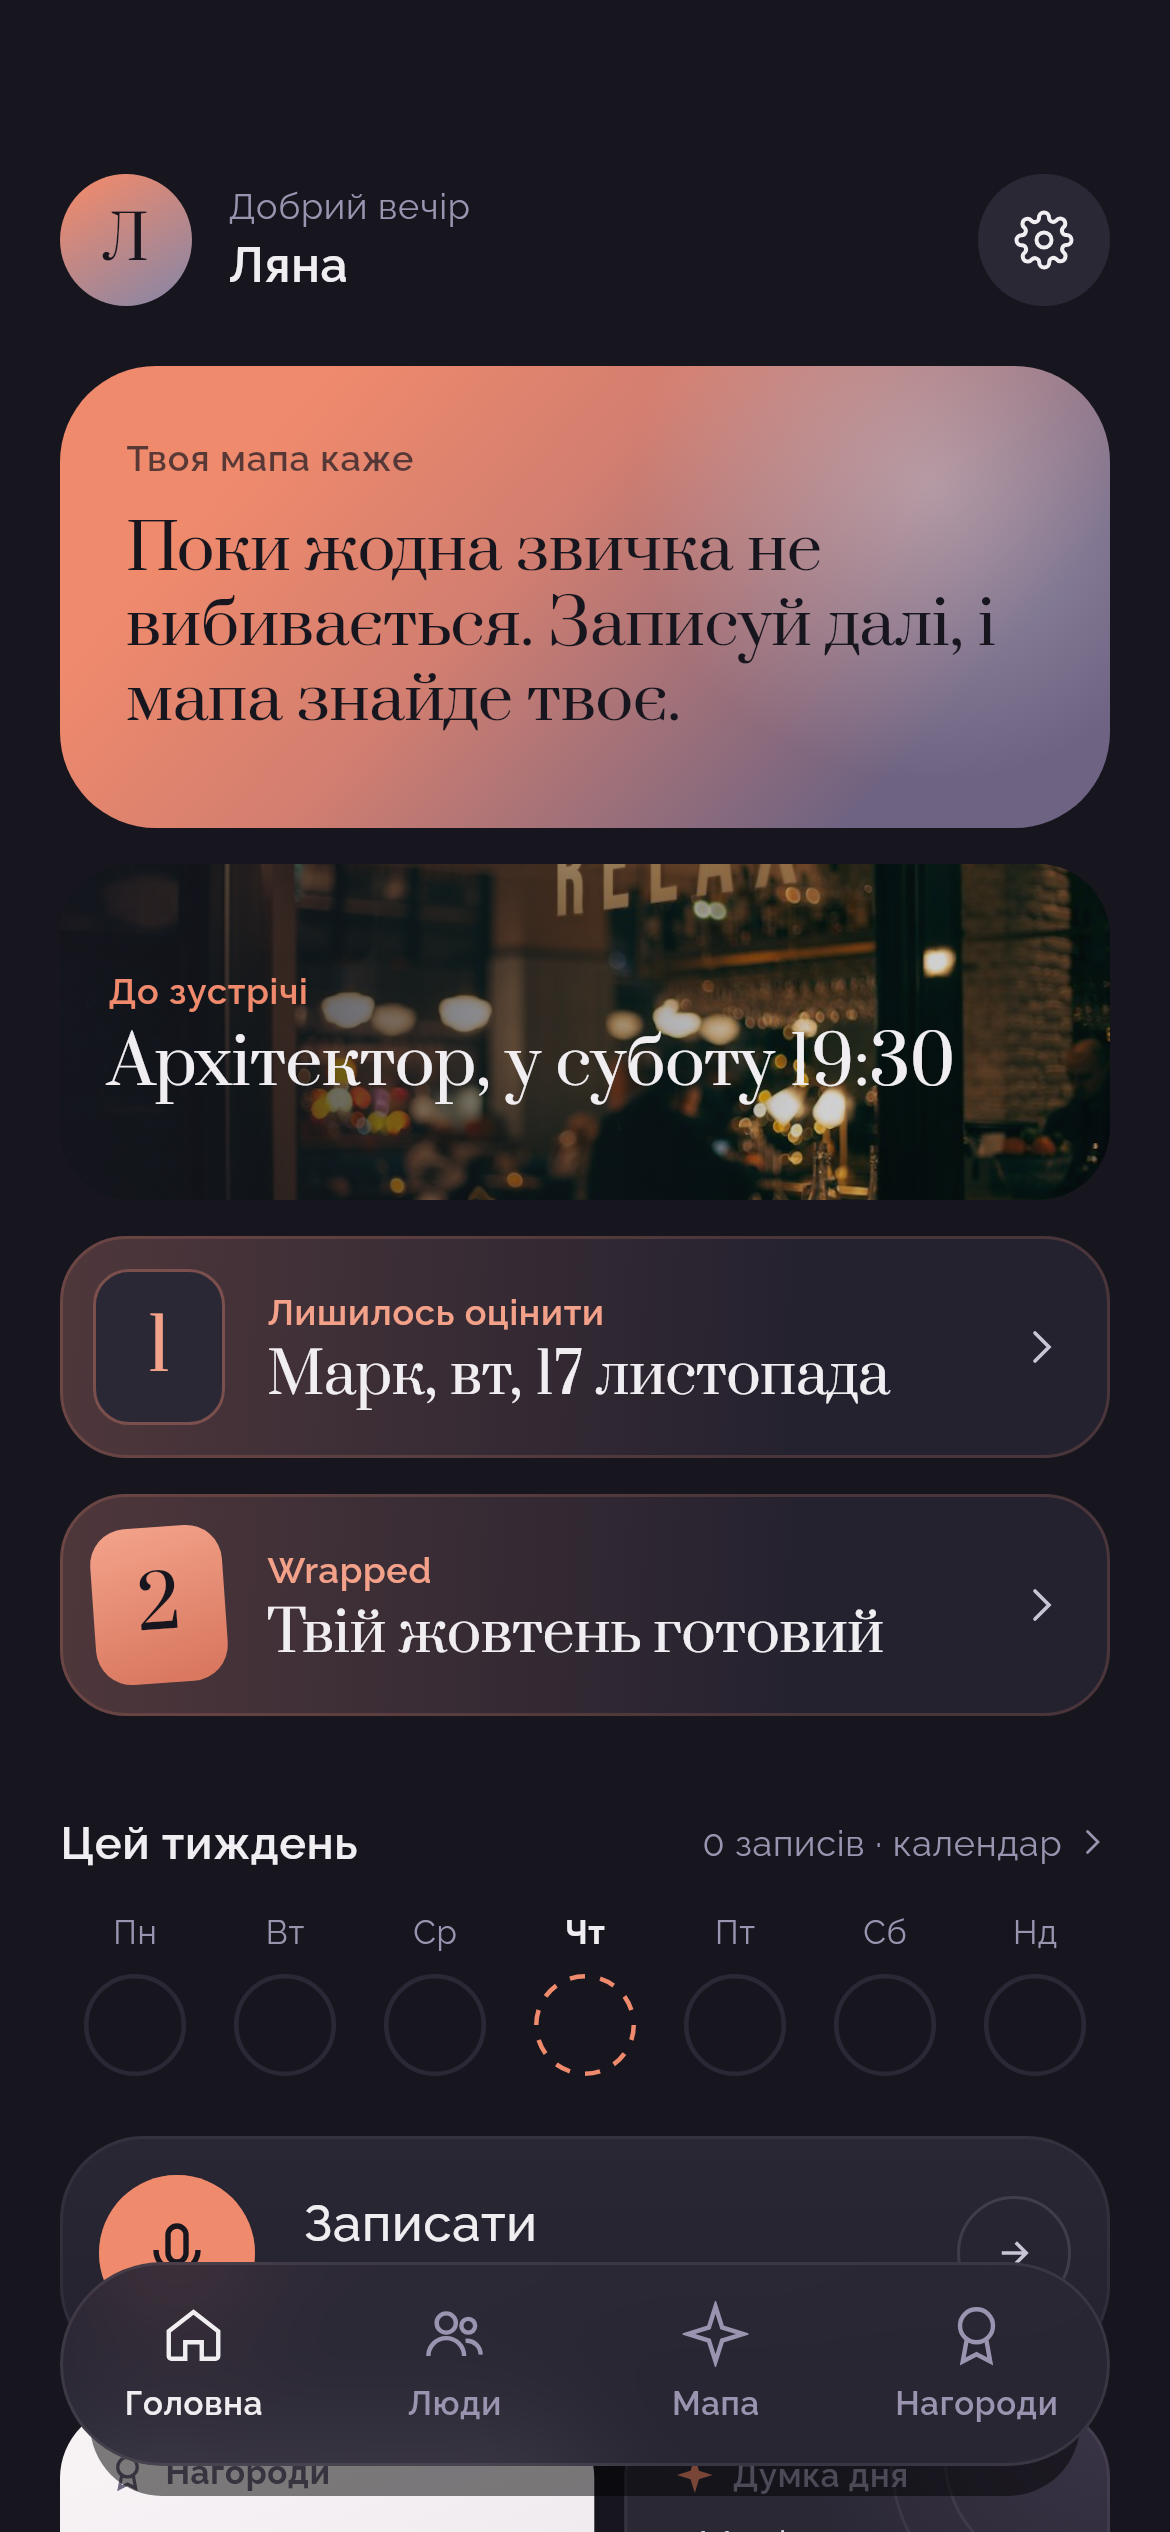 Л
Добрий вечір
Ляна
Твоя мапа каже
Поки жодна звичка не
вибивається. Записуй далі, і
мапа знайде твоє.
RELAX
До зустрічі
Архітектор, у суботу 19:30
1
Лишилось оцінити
Марк, вт, 17 листопада
2
Wrapped
Твій жовтень готовий
Цей тиждень
0 записів · календар
Пн Вт Ср Чт Пт Сб Нд
Записати
Головна Люди Мапа Нагороди
Нагороди
Думка дня